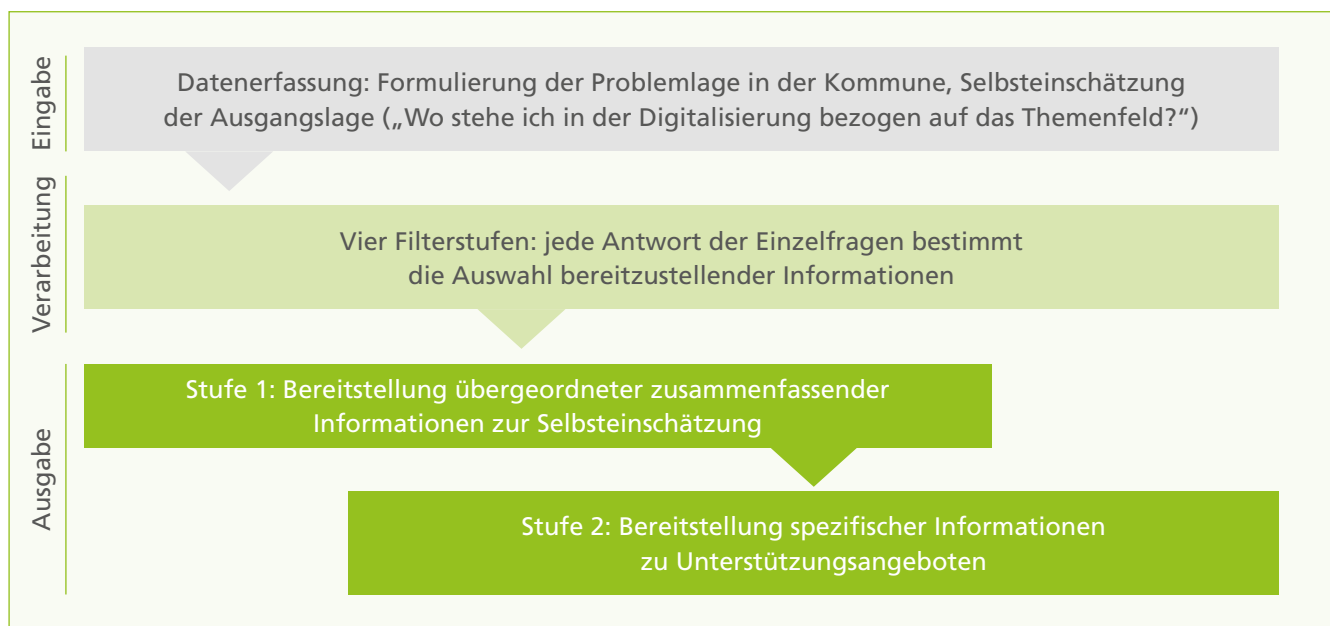 Eingabe
Datenerfassung: Formulierung der Problemlage in der Kommune, Selbsteinschätzung
der Ausgangslage („Wo stehe ich in der Digitalisierung bezogen auf das Themenfeld?“)
Verarbeitung
Vier Filterstufen: jede Antwort der Einzelfragen bestimmt
die Auswahl bereitzustellender Informationen
Ausgabe
Stufe 1: Bereitstellung übergeordneter zusammenfassender
Informationen zur Selbsteinschätzung
Stufe 2: Bereitstellung spezifischer Informationen
zu Unterstützungsangeboten